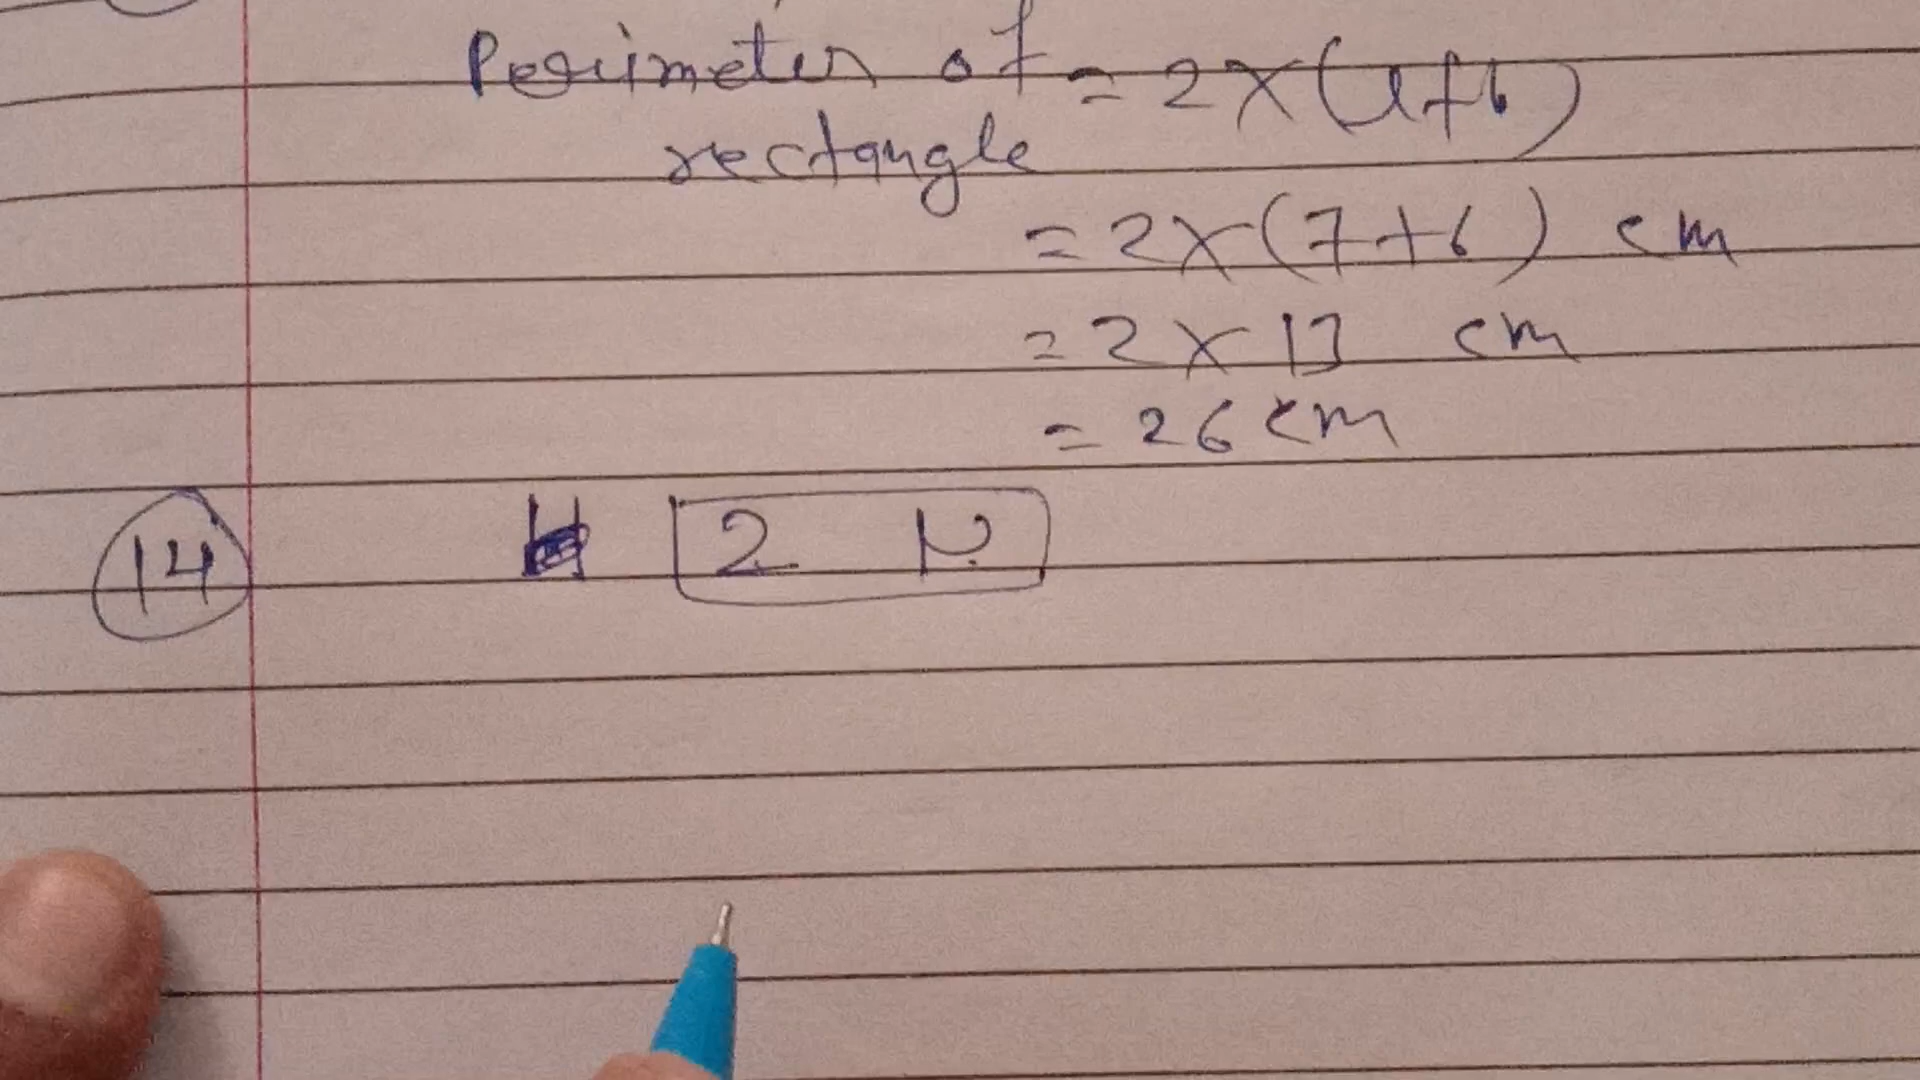 Perimeter of = 2 × (l+b)
rectangle
= 2×(7+6) cm
= 2 × 13 cm
= 26 cm
14 2